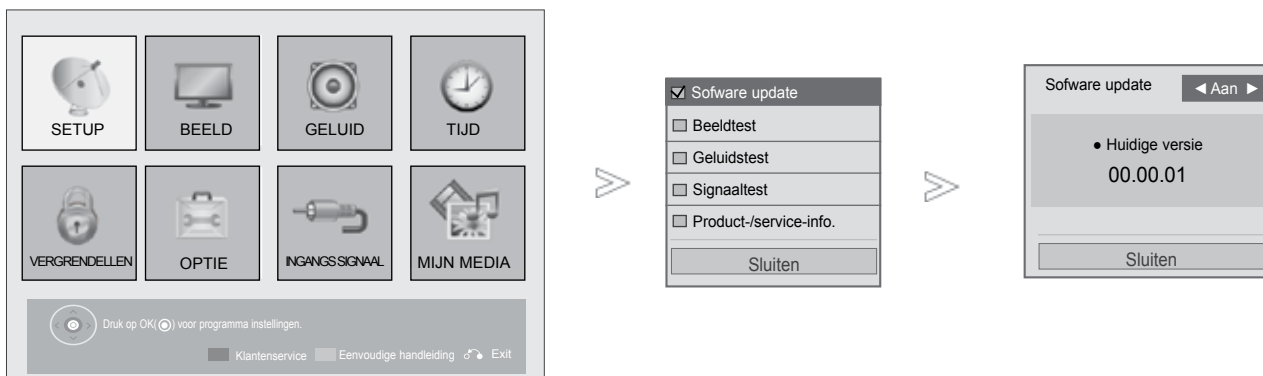 SETUP
BEELD
GELUID
TIJD
VERGRENDELLEN
OPTIE
INGANGSSIGNAAL
MIJN MEDIA
Druk op OK(◉) voor programma instellingen.
Klantenservice Eenvoudige handleiding Exit
Sofware update
Beeldtest
Geluidstest
Signaaltest
Product-/service-info.
Sluiten
Sofware update ◄ Aan ►
● Huidige versie
00.00.01
Sluiten